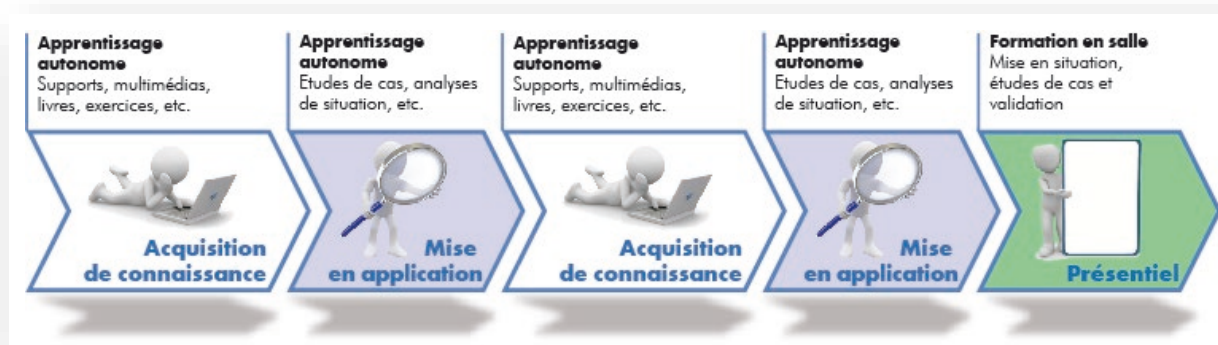 Apprentissage
autonome
Supports, multimédias,
livres, exercices, etc.
Acquisition
de connaissance
Apprentissage
autonome
Etudes de cas, analyses
de situation, etc.
Mise
en application
Apprentissage
autonome
Supports, multimédias,
livres, exercices, etc.
Acquisition
de connaissance
Apprentissage
autonome
Etudes de cas, analyses
de situation, etc.
Mise
en application
Formation en salle
Mise en situation,
études de cas et
validation
Présentiel